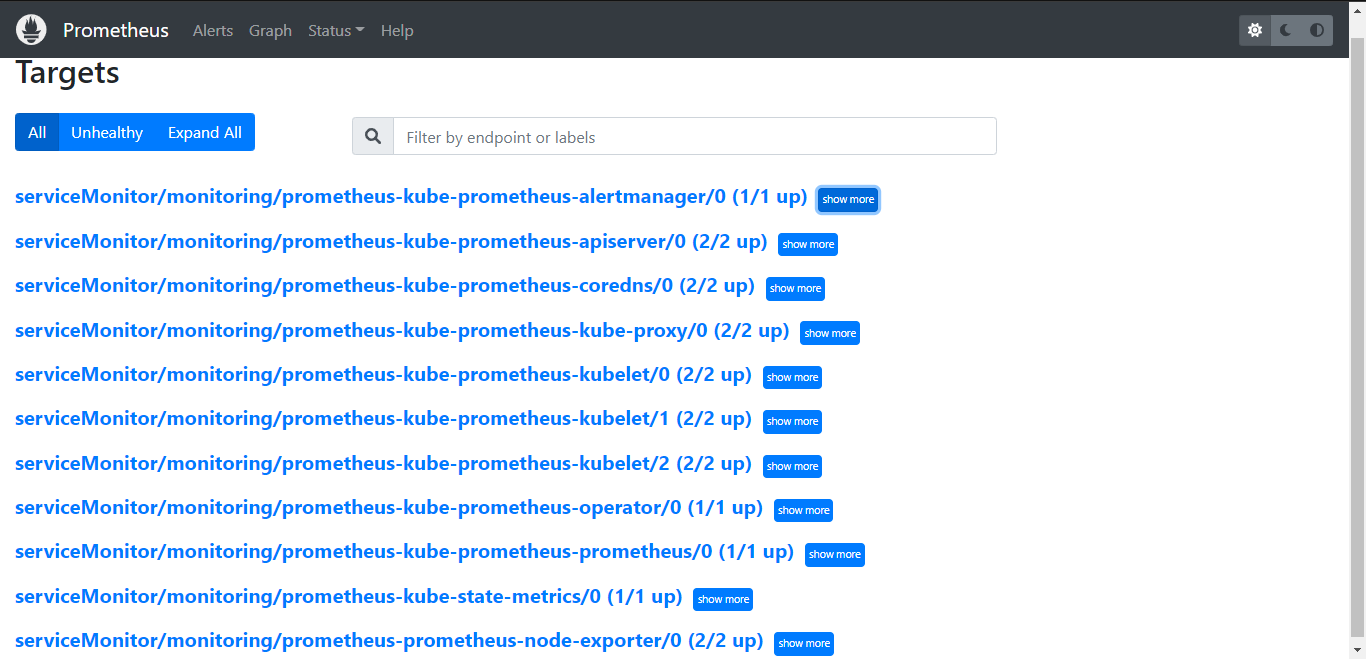 Prometheus Alerts Graph Status Help
Targets
All Unhealthy Expand All Filter by endpoint or labels
serviceMonitor/monitoring/prometheus-kube-prometheus-alertmanager/0 (1/1 up) show more
serviceMonitor/monitoring/prometheus-kube-prometheus-apiserver/0 (2/2 up) show more
serviceMonitor/monitoring/prometheus-kube-prometheus-coredns/0 (2/2 up) show more
serviceMonitor/monitoring/prometheus-kube-prometheus-kube-proxy/0 (2/2 up) show more
serviceMonitor/monitoring/prometheus-kube-prometheus-kubelet/0 (2/2 up) show more
serviceMonitor/monitoring/prometheus-kube-prometheus-kubelet/1 (2/2 up) show more
serviceMonitor/monitoring/prometheus-kube-prometheus-kubelet/2 (2/2 up) show more
serviceMonitor/monitoring/prometheus-kube-prometheus-operator/0 (1/1 up) show more
serviceMonitor/monitoring/prometheus-kube-prometheus-prometheus/0 (1/1 up) show more
serviceMonitor/monitoring/prometheus-kube-state-metrics/0 (1/1 up) show more
serviceMonitor/monitoring/prometheus-prometheus-node-exporter/0 (2/2 up) show more